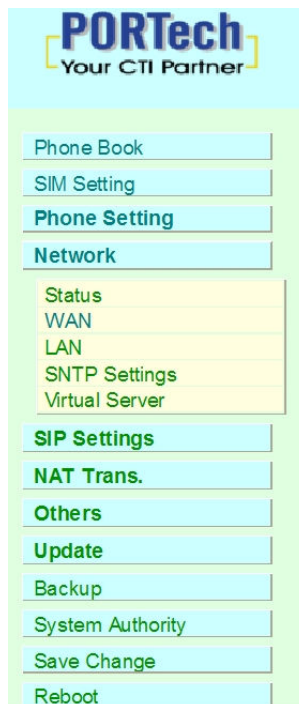 PORTech
Your CTI Partner
Phone Book
SIM Setting
Phone Setting
Network
Status
WAN
LAN
SNTP Settings
Virtual Server
SIP Settings
NAT Trans.
Others
Update
Backup
System Authority
Save Change
Reboot